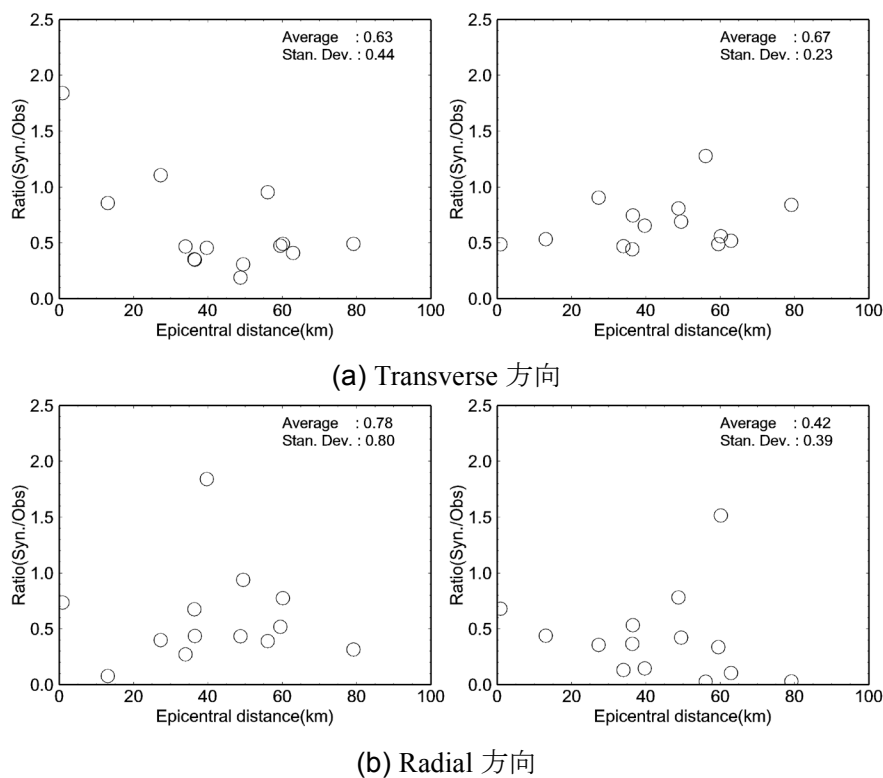 2.5
2.0
1.5
1.0
0.5
0.0
Ratio(Syn./Obs)
Average : 0.63
Stan. Dev. : 0.44
0 20 40 60 80 100
Epicentral distance(km)
2.5
2.0
1.5
1.0
0.5
0.0
Ratio(Syn./Obs)
Average : 0.67
Stan. Dev. : 0.23
0 20 40 60 80 100
Epicentral distance(km)
(a) Transverse 方向
2.5
2.0
1.5
1.0
0.5
0.0
Ratio(Syn./Obs)
Average : 0.78
Stan. Dev. : 0.80
0 20 40 60 80 100
Epicentral distance(km)
2.5
2.0
1.5
1.0
0.5
0.0
Ratio(Syn./Obs)
Average : 0.42
Stan. Dev. : 0.39
0 20 40 60 80 100
Epicentral distance(km)
(b) Radial 方向